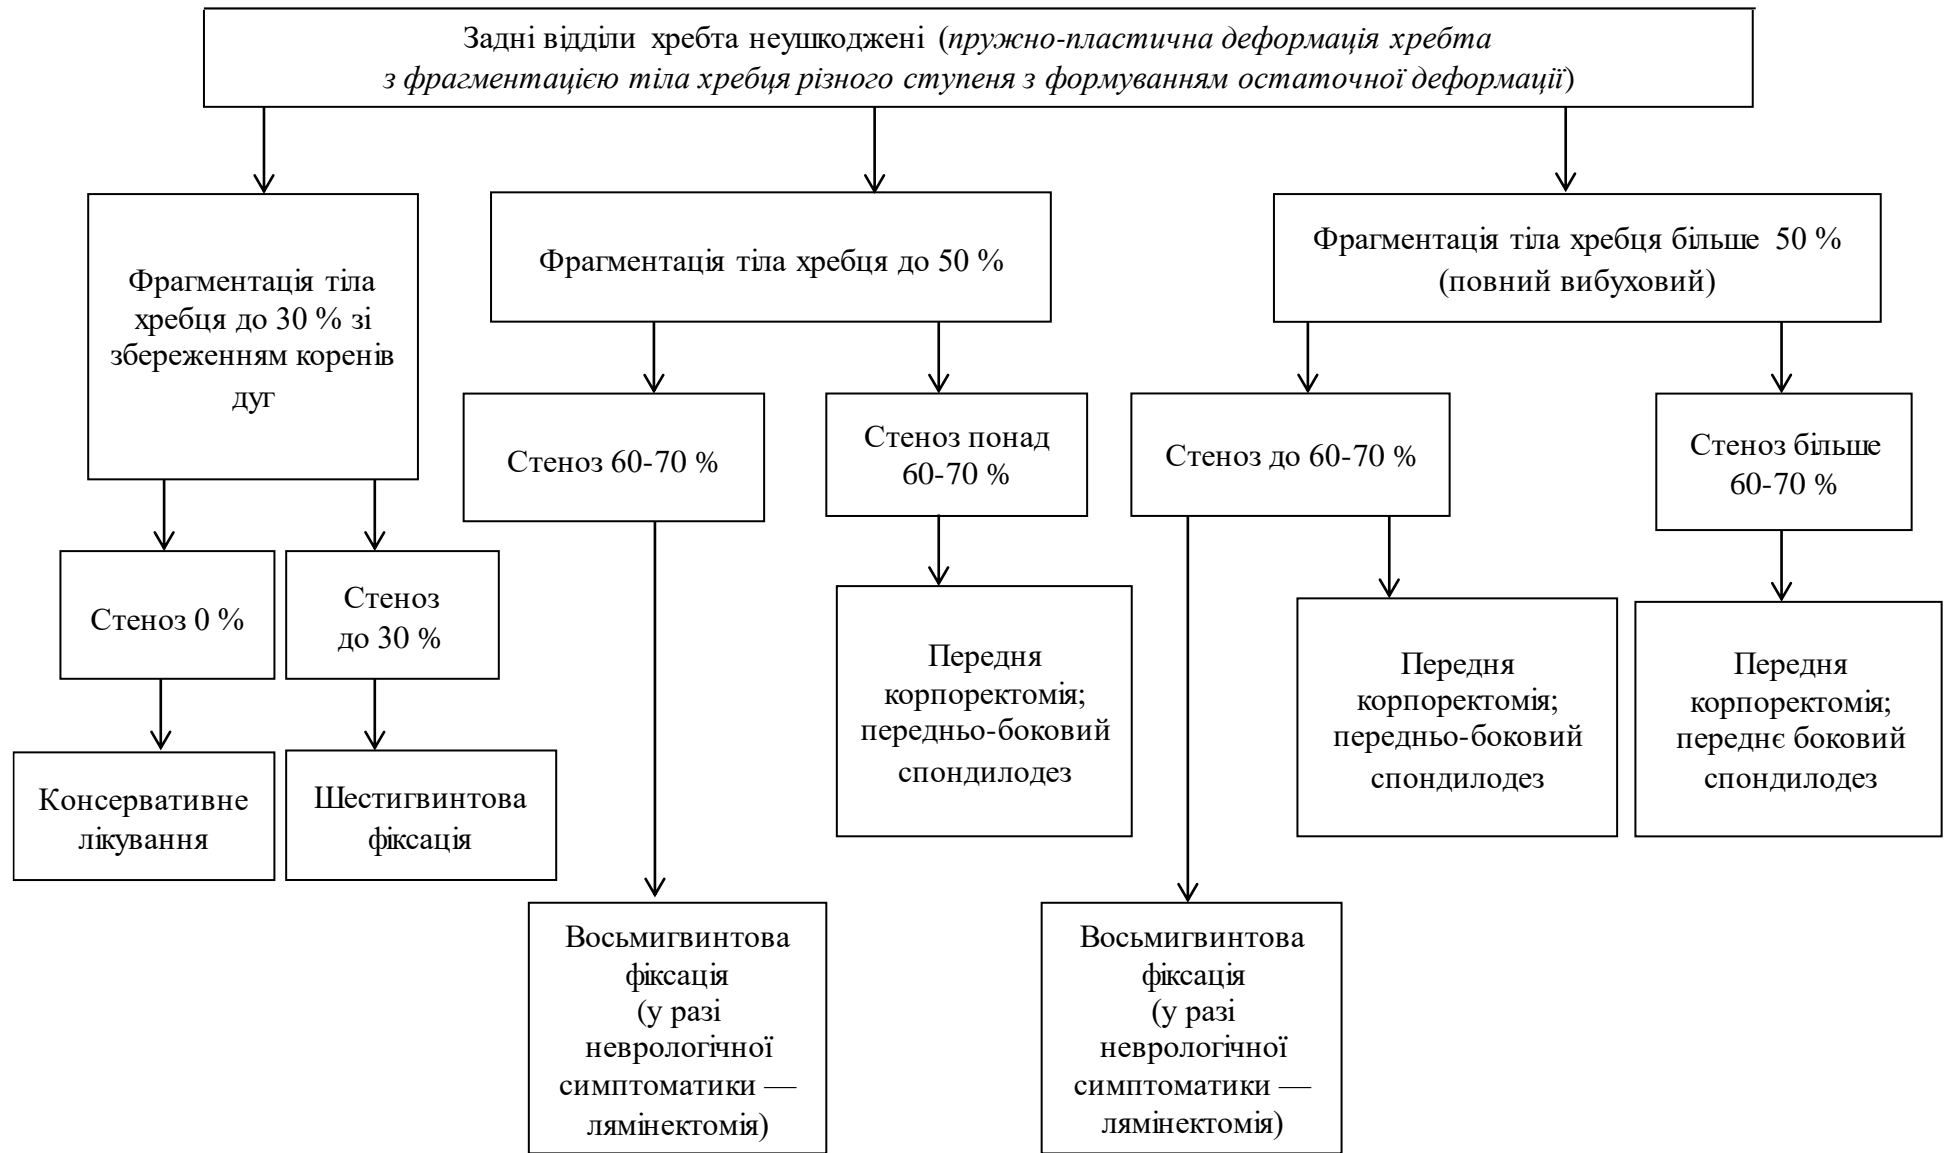 Задні відділи хребта неушкоджені (пружно-пластична деформація хребта
з фрагментацією тіла хребця різного ступеня з формуванням остаточної деформації)
Фрагментація тіла
хребця до 30 % зі
збереженням коренів
дуг
Фрагментація тіла хребця до 50 %
Фрагментація тіла хребця більше 50 %
(повний вибуховий)
Стеноз 60-70 %
Стеноз понад
60-70 %
Стеноз до 60-70 %
Стеноз більше
60-70 %
Стеноз 0 %
Стеноз
до 30 %
Передня
корпоректомія;
передньо-боковий
спондилодез
Передня
корпоректомія;
передньо-боковий
спондилодез
Передня
корпоректомія;
переднє боковий
спондилодез
Консервативне
лікування
Шестигвинтова
фіксація
Восьмигвинтова
фіксація
(у разі
неврологічної
симптоматики —
лямінектомія)
Восьмигвинтова
фіксація
(у разі
неврологічної
симптоматики —
лямінектомія)